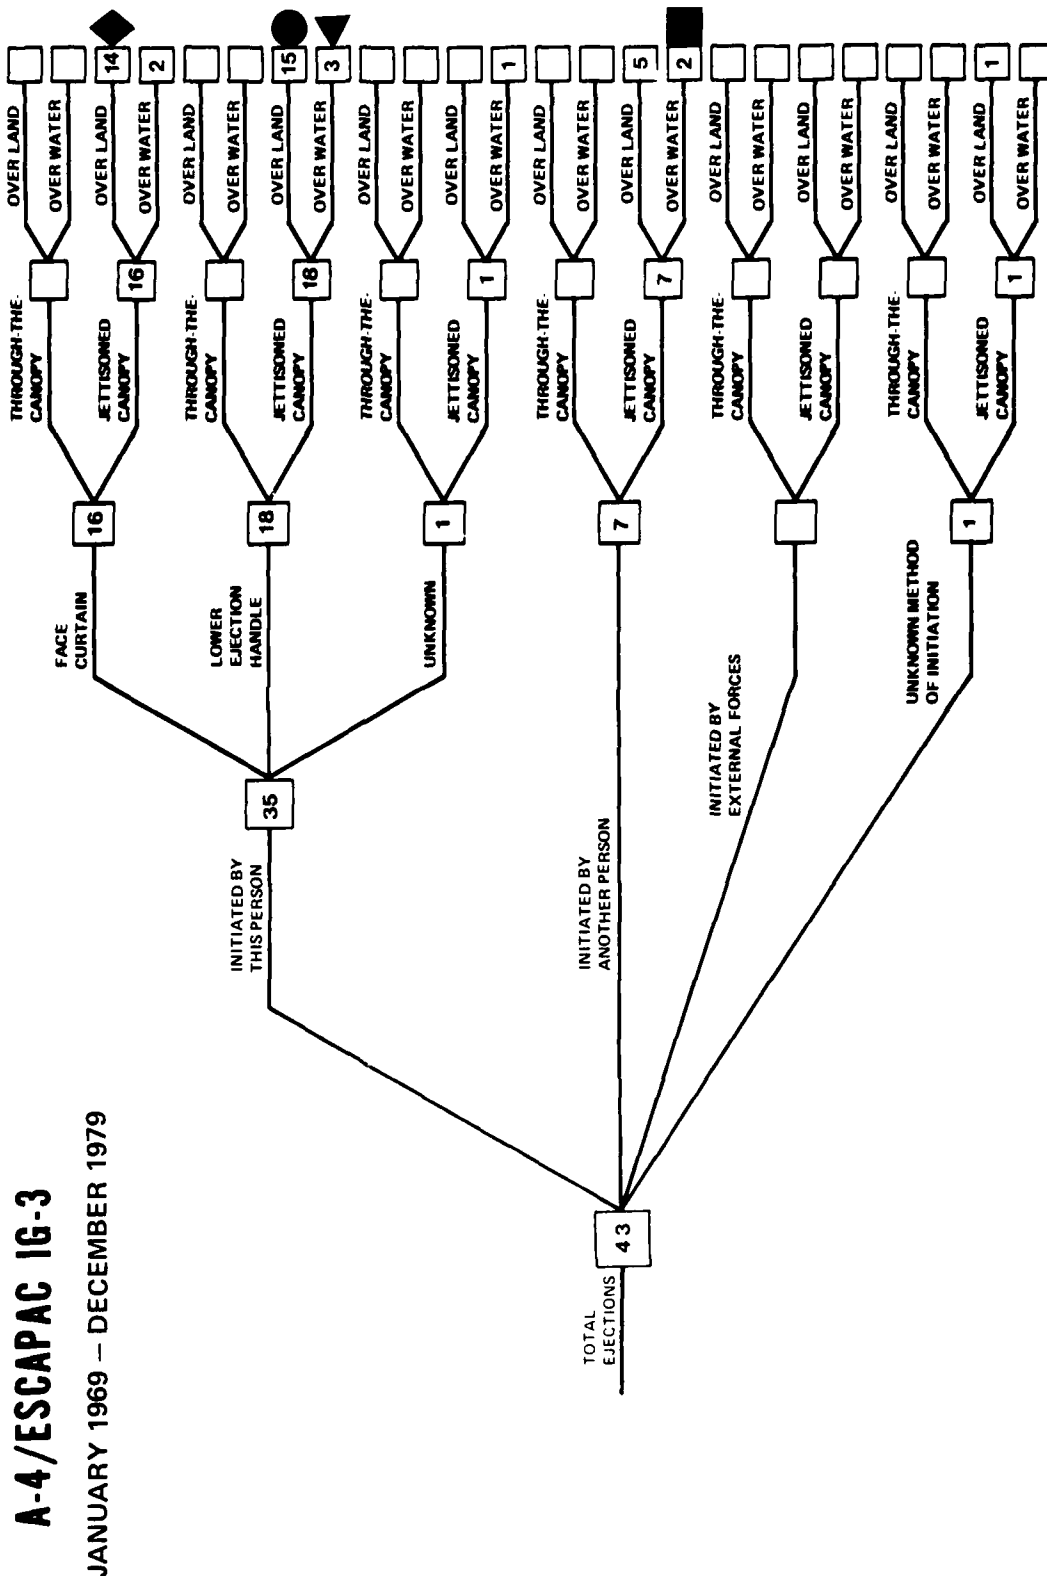 A-4/ESCAPAC IG-3
JANUARY 1969 – DECEMBER 1979
TOTAL
EJECTIONS
43
INITIATED BY
THIS PERSON
35
FACE
CURTAIN
16
THROUGH-THE-
CANOPY
OVER LAND
OVER WATER
JETTISONED
CANOPY
16
OVER LAND
14
OVER WATER
2
LOWER
EJECTION
HANDLE
18
THROUGH-THE-
CANOPY
OVER LAND
OVER WATER
JETTISONED
CANOPY
18
OVER LAND
15
OVER WATER
3
UNKNOWN
1
THROUGH-THE-
CANOPY
OVER LAND
OVER WATER
JETTISONED
CANOPY
1
OVER LAND
OVER WATER
1
INITIATED BY
ANOTHER PERSON
7
THROUGH-THE-
CANOPY
OVER LAND
OVER WATER
JETTISONED
CANOPY
7
OVER LAND
5
OVER WATER
2
INITIATED BY
EXTERNAL FORCES
THROUGH-THE-
CANOPY
OVER LAND
OVER WATER
JETTISONED
CANOPY
OVER LAND
OVER WATER
UNKNOWN METHOD
OF INITIATION
1
THROUGH-THE-
CANOPY
OVER LAND
OVER WATER
JETTISONED
CANOPY
1
OVER LAND
1
OVER WATER